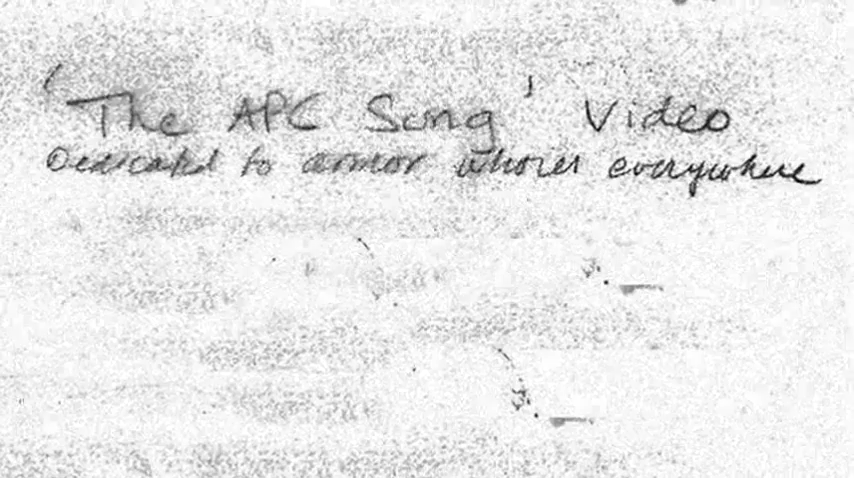 'The APC Song' Video
Dedicated to armor whores everywhere